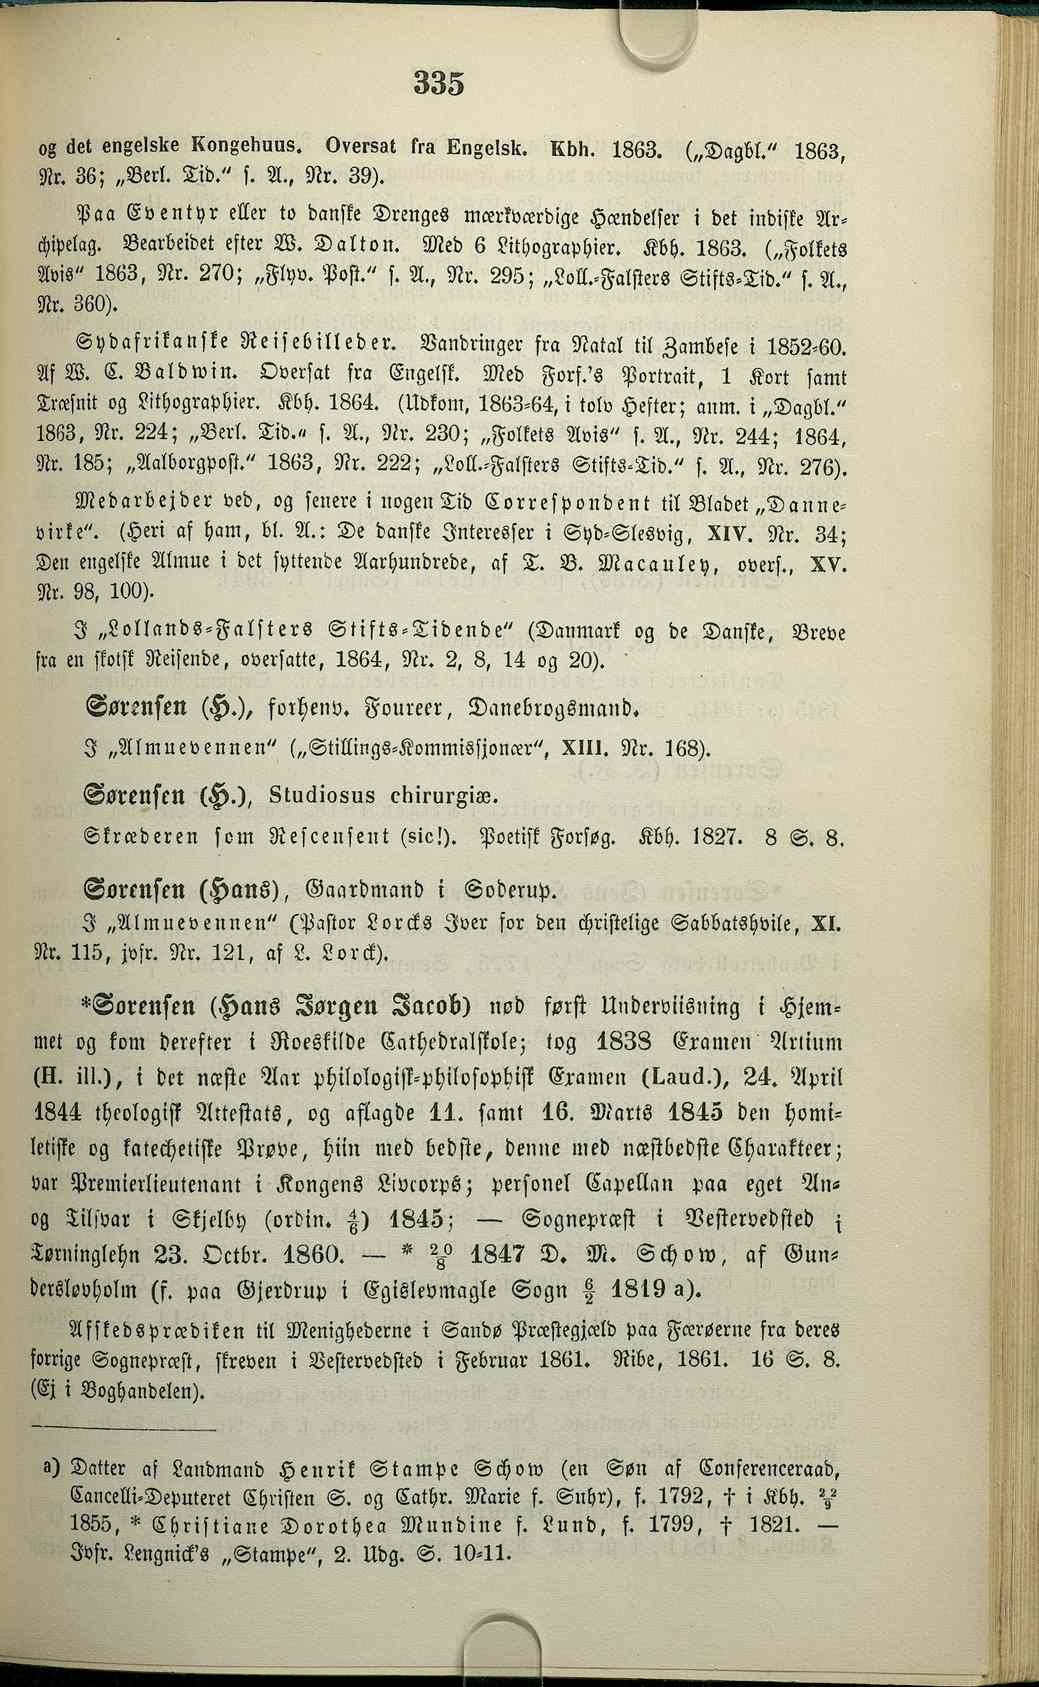 335
og det engelske Kongehuus. Oversat fra Engelsk. Kbh. 1863. („Dagbl.“ 1863,
Nr. 36; „Berl. Tid.“ s. A., Nr. 39).
Paa Eventyr eller to danske Drenges mærkværdige Hændelser i det indiske Ar-
chipelag. Bearbeidet efter W. Dalton. Med 6 Lithographier. Kbh. 1863. („Folkets
Avis“ 1863, Nr. 270; „Flyv. Post.“ s. A., Nr. 295; „Loll.-Falsters Stifts-Tid.“ s. A.,
Nr. 360).
Sydafrikanske Reisebilleder. Vandringer fra Natal til Zambese i 1852-60.
Af W. C. Baldwin. Oversat fra Engelsk. Med Forf.'s Portrait, 1 Kort samt
Træsnit og Lithographier. Kbh. 1864. (Udkom, 1863-64, i tolv Hefter; anm. i „Dagbl.“
1863, Nr. 224; „Berl. Tid.“ s. A., Nr. 230; „Folkets Avis“ s. A., Nr. 244; 1864,
Nr. 185; „Aalborgpost.“ 1863, Nr. 222; „Loll.-Falsters Stifts-Tid.“ s. A., Nr. 276).
Medarbejder ved, og senere i nogen Tid Correspondent til Bladet „Danne-
virke“. (Heri af ham, bl. A.: De danske Interesser i Syd-Slesvig, XIV. Nr. 34;
Den engelske Almue i det syttende Aarhundrede, af T. B. Macauley, overs., XV.
Nr. 98, 100).
I „Lollands-Falsters Stifts-Tidende“ (Danmark og de Danske, Breve
fra en skotsk Reisende, oversatte, 1864, Nr. 2, 8, 14 og 20).
Sørensen (H.), forhenv. Foureer, Danebrogsmand.
I „Almuevennen“ („Stillings-Kommissjonær“, XIII. Nr. 168).
Sørensen (H.), Studiosus chirurgiæ.
Skræderen som Rescensent (sic!). Poetisk Forsøg. Kbh. 1827. 8 S. 8.
Sørensen (Hans), Gaardmand i Soderup.
I „Almuevennen“ (Pastor Lorcks Iver for den christelige Sabbatshvile, XI.
Nr. 115, jvfr. Nr. 121, af L. Lorck).
*Sørensen (Hans Jørgen Jacob) nød først Underviisning i Hjem-
met og kom derefter i Roeskilde Cathedralskole; tog 1838 Examen Artium
(H. ill.), i det næste Aar philologisk-philosophisk Examen (Laud.), 24. April
1844 theologisk Attestats, og aflagde 11. samt 16. Marts 1845 den homi-
letiske og katechetiske Prøve, hiin med bedste, denne med næstbedste Charakteer;
var Premierlieutenant i Kongens Livcorps; personel Capellan paa eget An-
og Tilsvar i Skjelby (ordin. 4/6) 1845; — Sognepræst i Vestervedsted i
Tørninglehn 23. Octbr. 1860. — * 20/8 1847 D. M. Schow, af Gun-
dersløvholm (f. paa Gjerdrup i Egislevmagle Sogn 6/2 1819 a).
Afskedsprædiken til Menighederne i Sandø Præstegjæld paa Færøerne fra deres
forrige Sognepræst, skreven i Vestervedsted i Februar 1861. Ribe, 1861. 16 S. 8.
(Ej i Boghandelen).
a) Datter af Landmand Henrik Stampe Schow (en Søn af Conferenceraad,
Cancelli-Deputeret Christen S. og Cathr. Marie f. Suhr), f. 1792, † i Kbh. 22/9
1855, * Christiane Dorothea Mundine f. Lund, f. 1799, † 1821. —
Jvfr. Lengnick's „Stampe“, 2. Udg. S. 10-11.